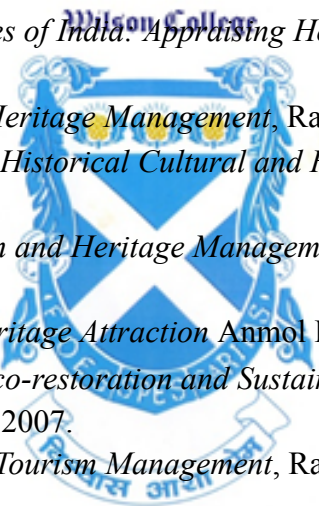 Wilson College
es of India: Appraising He
Heritage Management, Ra
Historical Cultural and
n and Heritage Managem
ritage Attraction Anmol
co-restoration and Sustai
2007.
Tourism Management, Ra
विश्वास आशा प्रेम